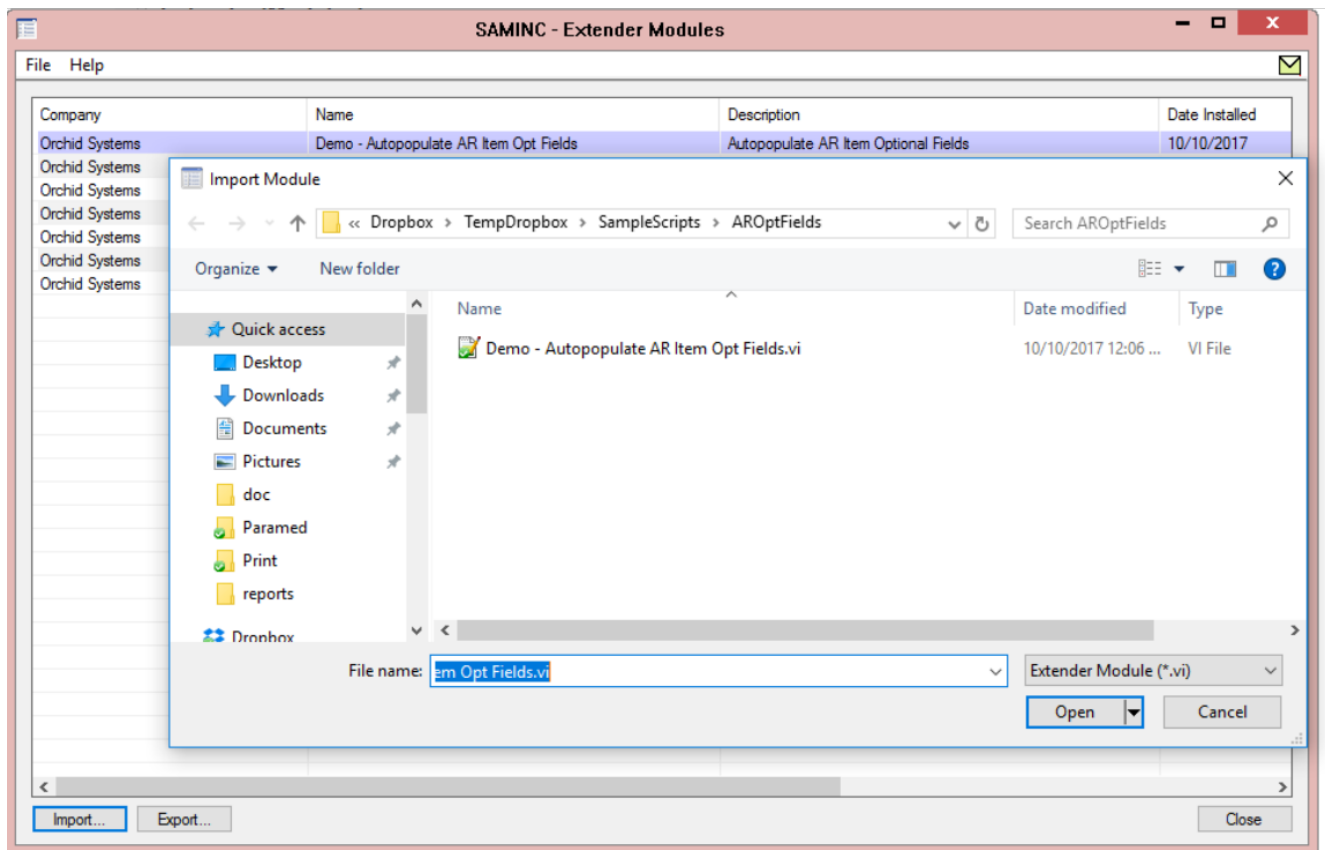 SAMINC - Extender Modules
File Help
Company Name Description Date Installed
Orchid Systems Demo - Autopopulate AR Item Opt Fields Autopopulate AR Item Optional Fields 10/10/2017
Orchid Systems
Orchid Systems
Orchid Systems
Orchid Systems
Orchid Systems
Orchid Systems
Import Module
« Dropbox > TempDropbox > SampleScripts > AROptFields
Search AROptFields
Organize New folder
Name Date modified Type
Quick access
Demo - Autopopulate AR Item Opt Fields.vi 10/10/2017 12:06 ... VI File
Desktop
Downloads
Documents
Pictures
doc
Paramed
Print
reports
Dropbox
File name: em Opt Fields.vi Extender Module (*.vi)
Open Cancel
Import... Export... Close